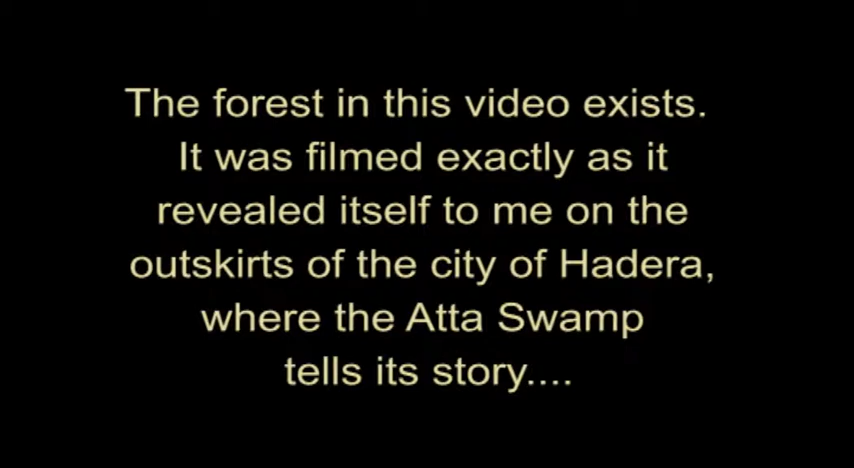 The forest in this video exists.
It was filmed exactly as it
revealed itself to me on the
outskirts of the city of Hadera,
where the Atta Swamp
tells its story....